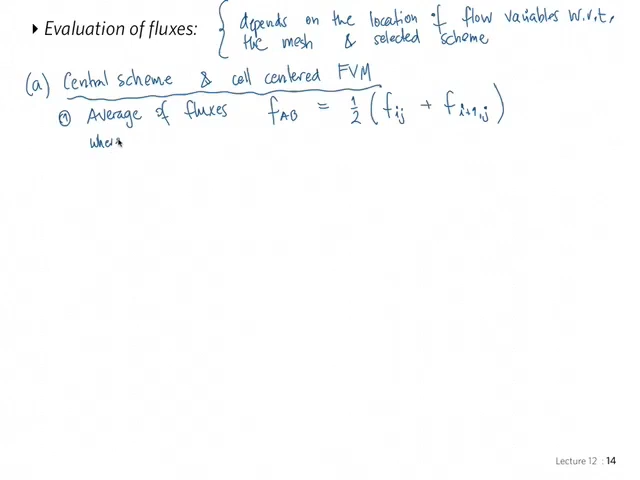 ▸ Evaluation of fluxes: { depends on the location of flow variables w.r.t.
the mesh & selected scheme
(a) Central scheme & cell centered FVM
① Average of fluxes f_AB = 1/2 (f_ij + f_i+1,j)
wher
Lecture 12 : 14